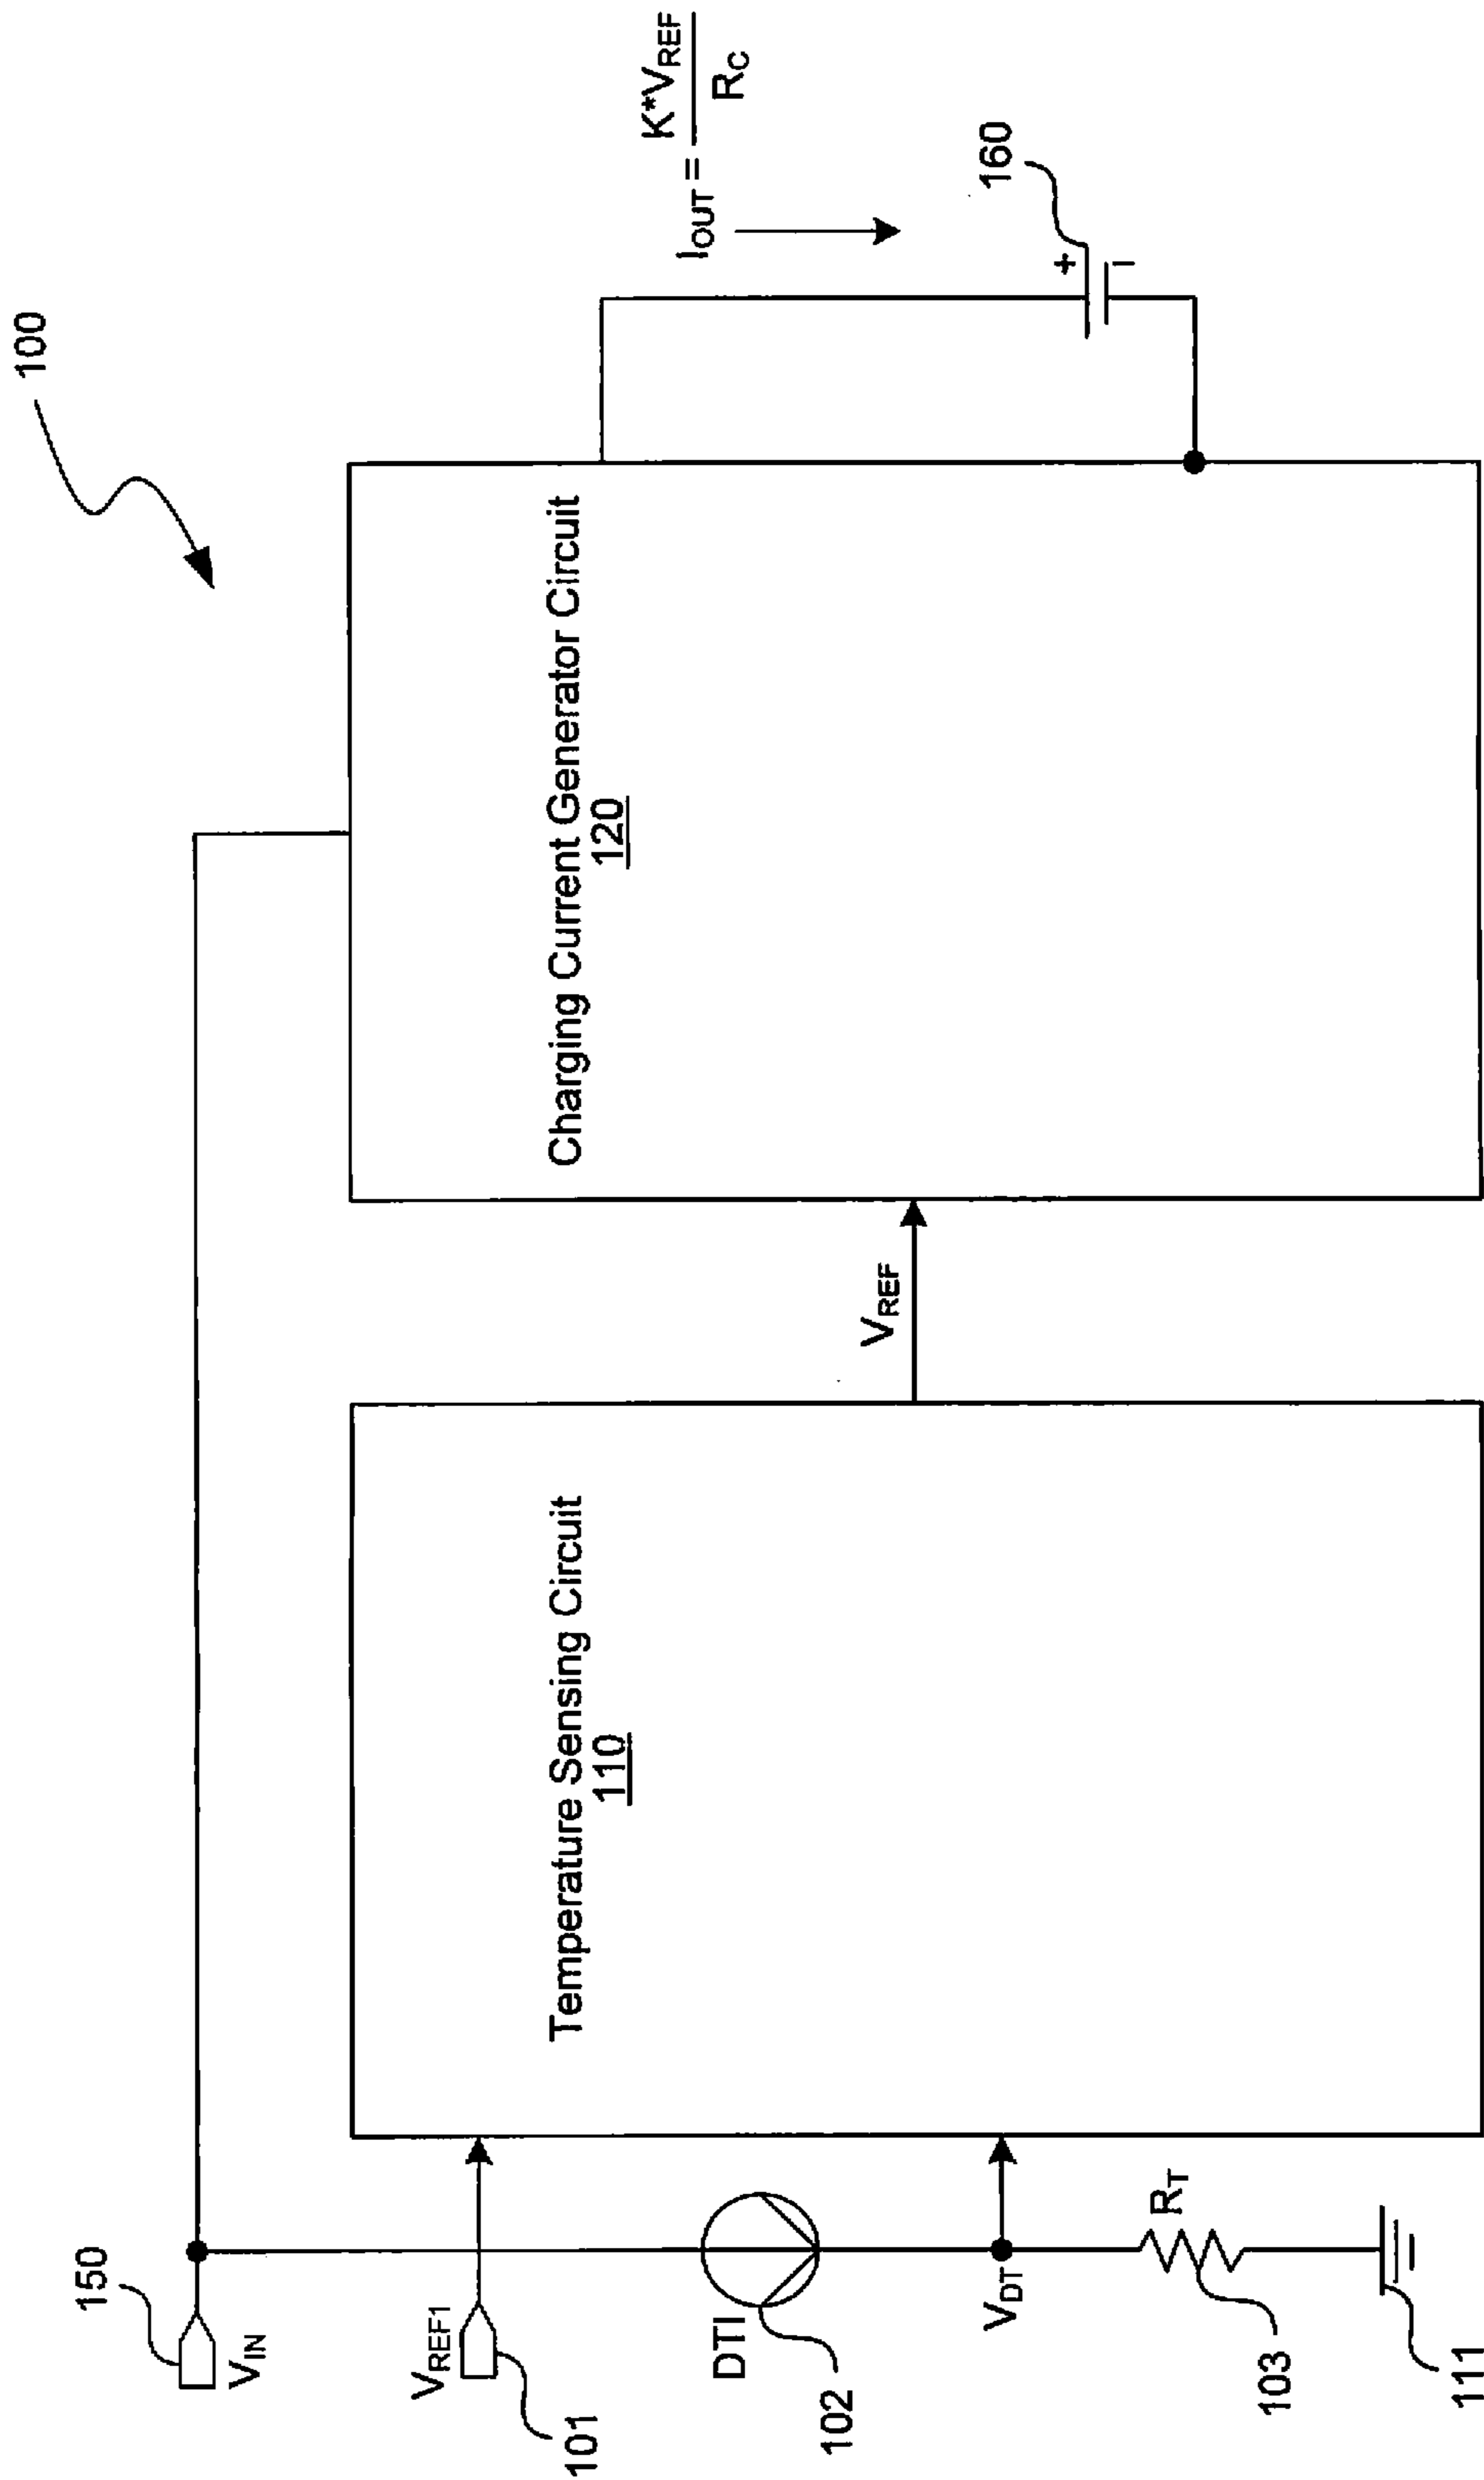 100
150
V_IN
V_REF1
101
DTI
102
V_DT
R_T
103
111
Temperature Sensing Circuit
110
V_REF
Charging Current Generator Circuit
120
I_OUT = K*V_REF / R_C
+
−
160